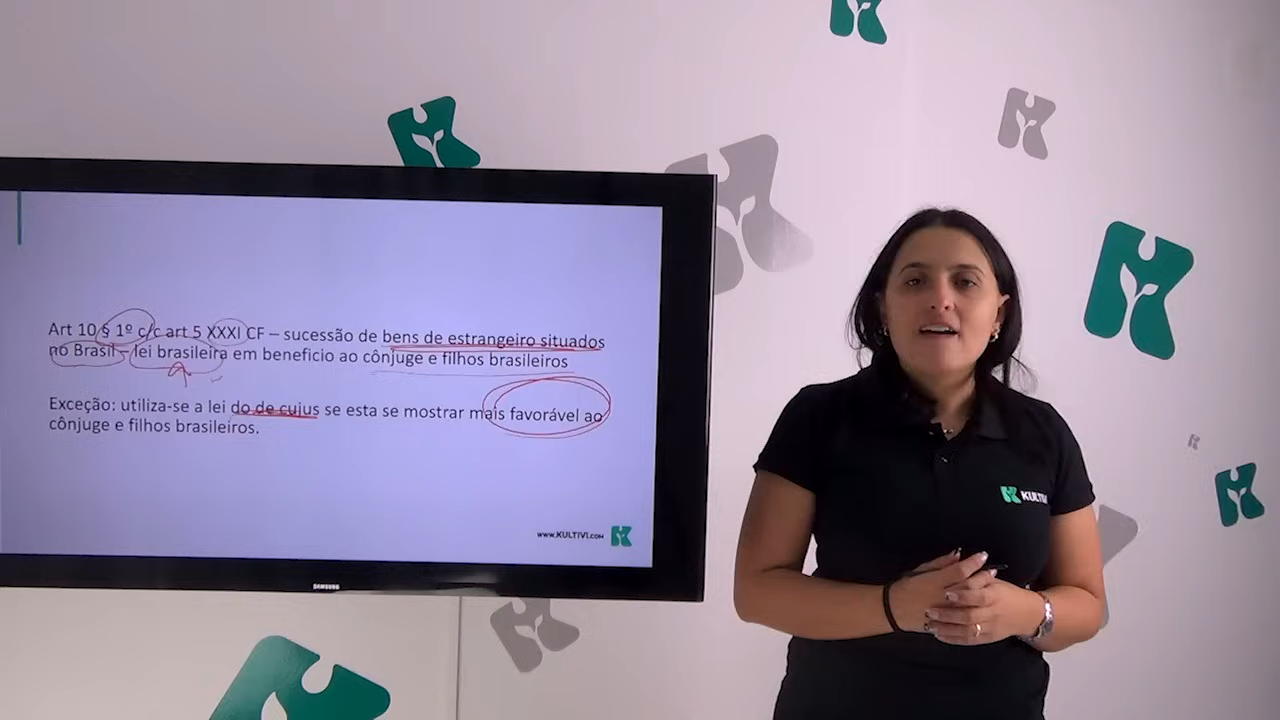 Art 10 § 1º c/c art 5 XXXI CF – sucessão de bens de estrangeiro situados
no Brasil – lei brasileira em beneficio ao cônjuge e filhos brasileiros
Exceção: utiliza-se a lei do de cujus se esta se mostrar mais favorável ao
cônjuge e filhos brasileiros.
www.KULTIVI.COM
SAMSUNG
KULTIVI